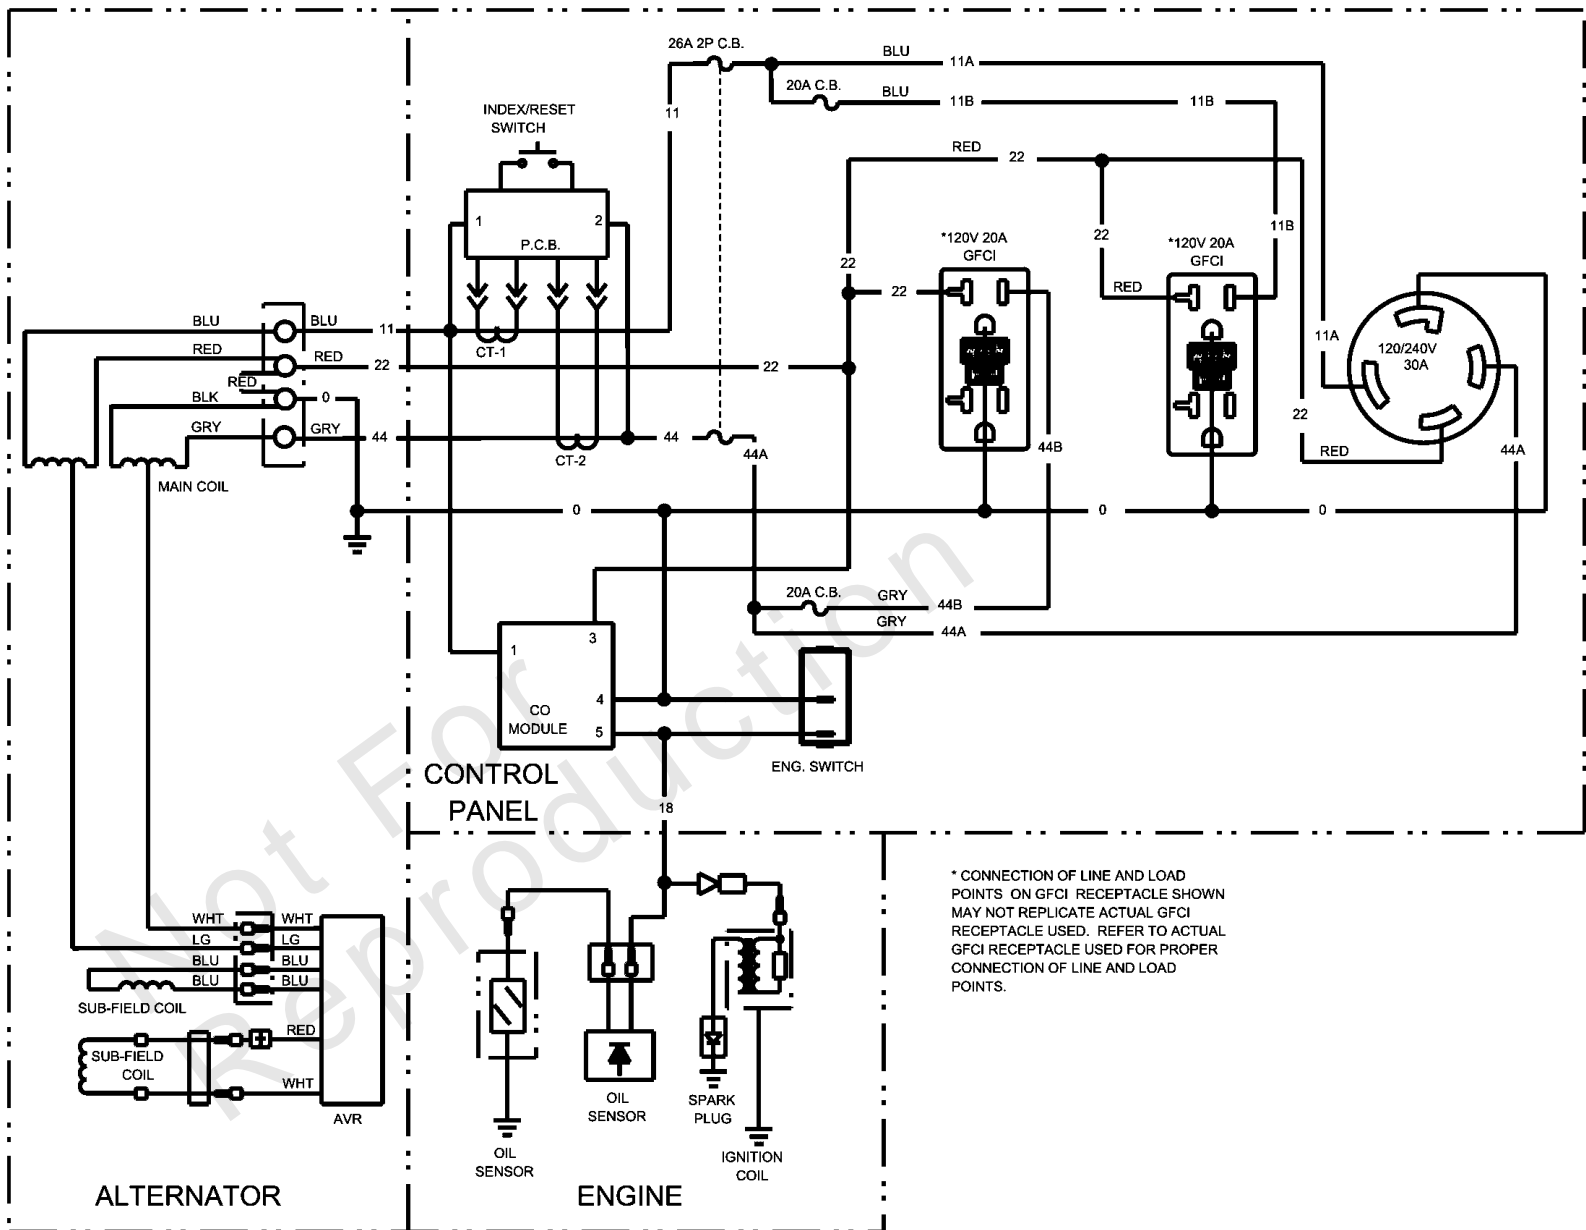 26A 2P C.B.
BLU
11A
20A C.B.
BLU
11B
11B
INDEX/RESET
SWITCH
11
RED
22
1
2
P.C.B.
22
11B
*120V 20A
GFCI
*120V 20A
GFCI
22
22
RED
BLU
BLU
11
CT-1
11A
120/240V
30A
RED
RED
22
22
RED
BLK
0
22
GRY
GRY
44
44
44A
44B
RED
44A
CT-2
MAIN COIL
0
0
0
20A C.B.
GRY
44B
GRY
44A
3
1
4
CO
MODULE
5
ENG. SWITCH
CONTROL
PANEL
18
Not For
Reproduction
* CONNECTION OF LINE AND LOAD
POINTS ON GFCI RECEPTACLE SHOWN
MAY NOT REPLICATE ACTUAL GFCI
RECEPTACLE USED. REFER TO ACTUAL
GFCI RECEPTACLE USED FOR PROPER
CONNECTION OF LINE AND LOAD
POINTS.
WHT
WHT
LG
LG
BLU
BLU
BLU
BLU
SUB-FIELD COIL
RED
SUB-FIELD
COIL
WHT
AVR
OIL
SENSOR
SPARK
PLUG
OIL
SENSOR
IGNITION
COIL
ALTERNATOR
ENGINE